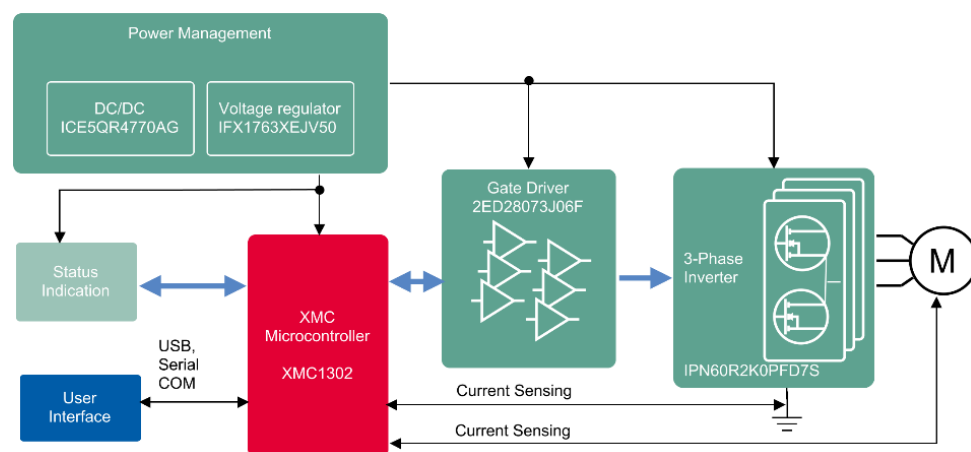 Power Management
DC/DC
ICE5QR4770AG
Voltage regulator
IFX1763XEJV50
Gate Driver
2ED28073J06F
3-Phase
Inverter
IPN60R2K0PFD7S
M
Status
Indication
XMC
Microcontroller
XMC1302
USB,
Serial
COM
User
Interface
Current Sensing
Current Sensing